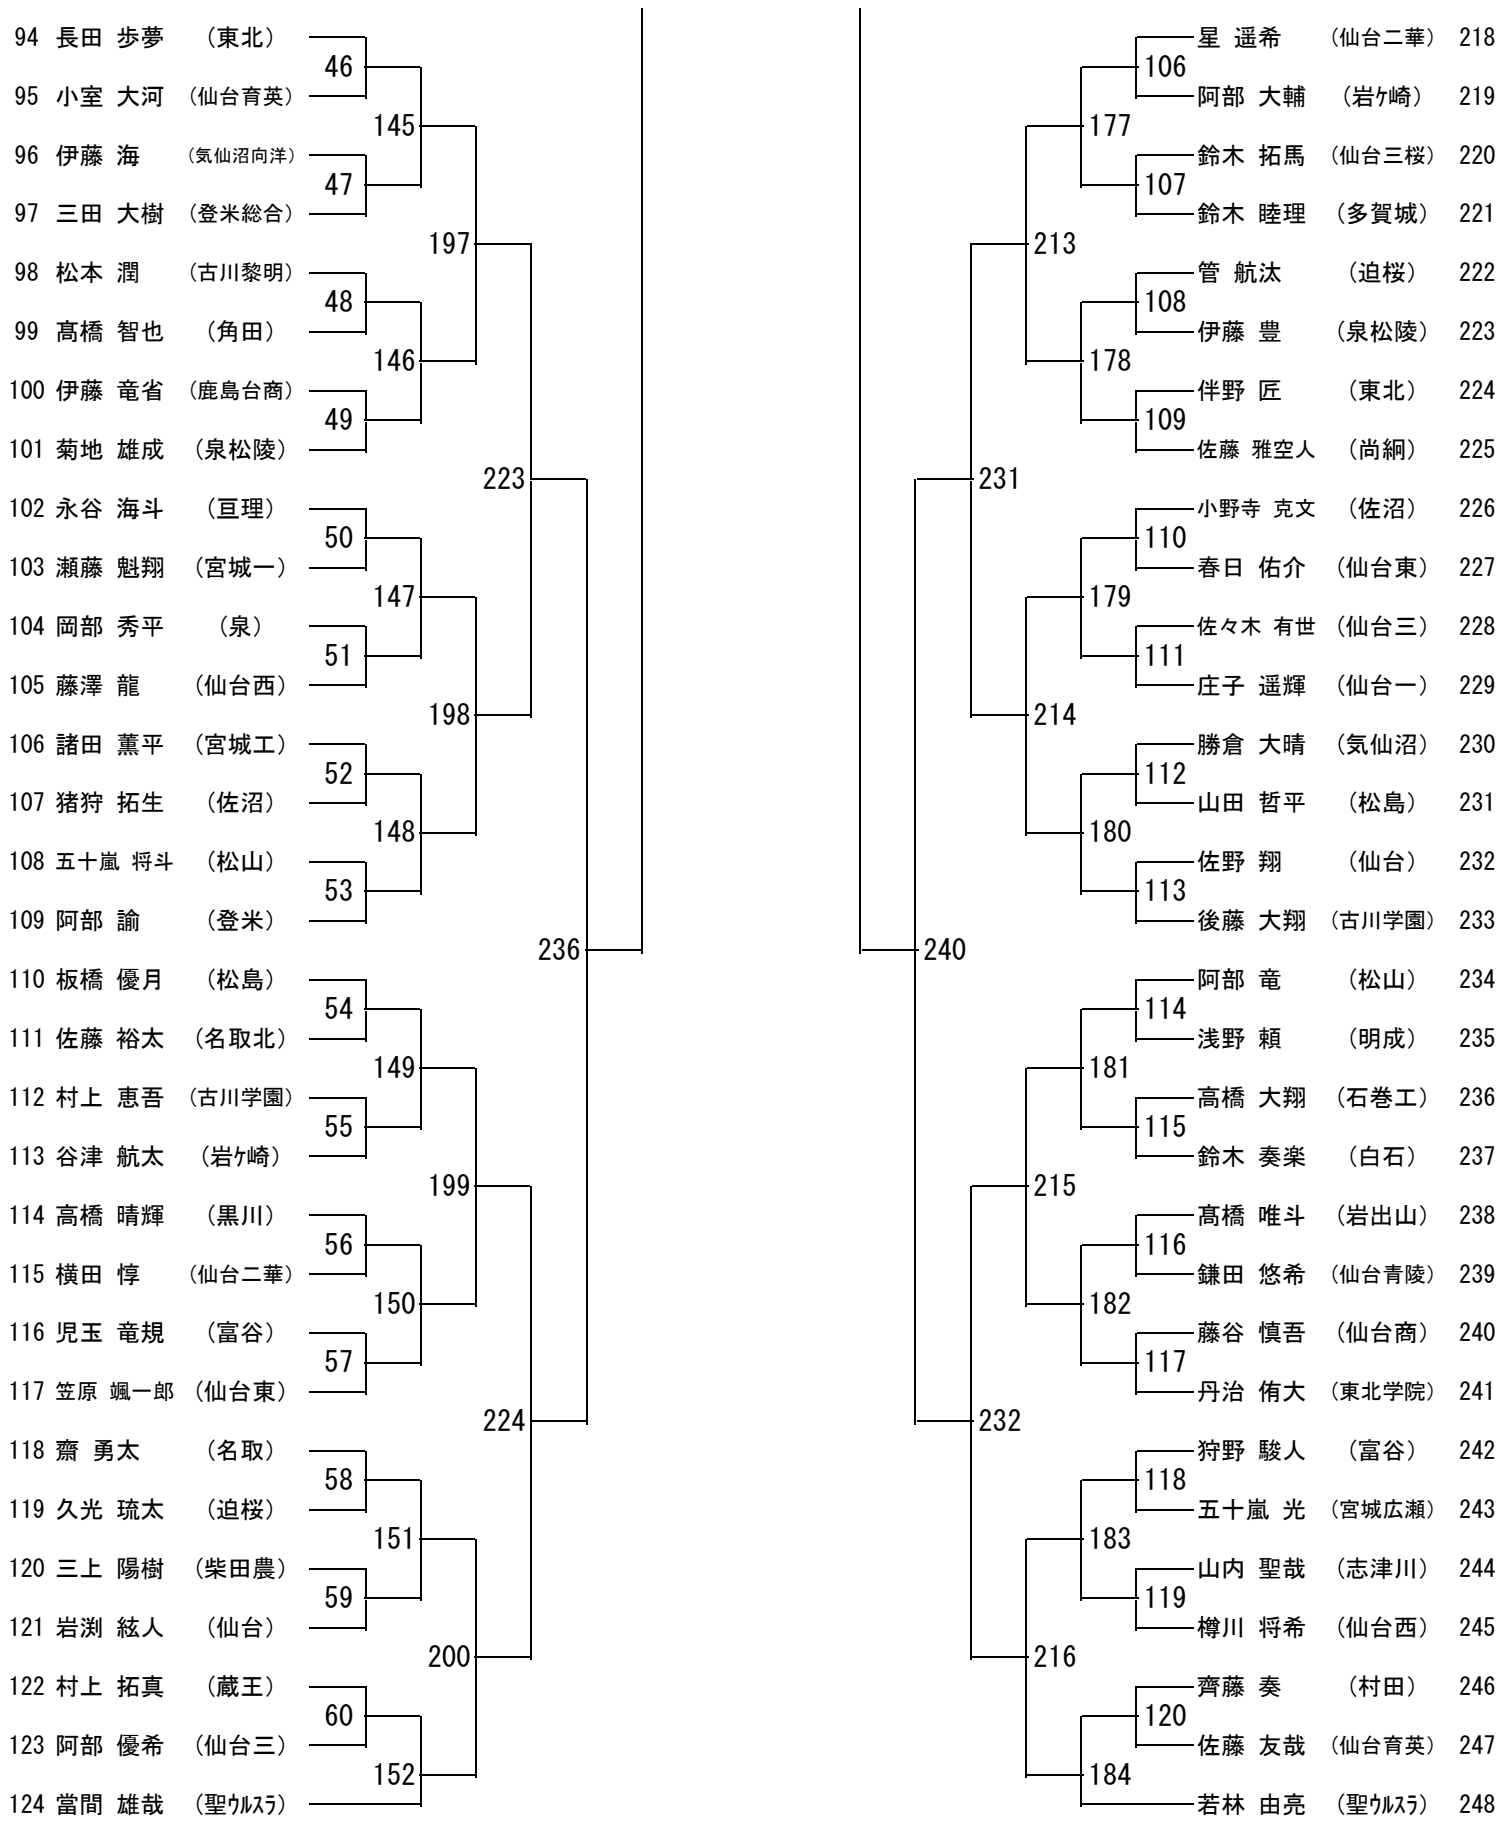 94 長田 歩夢 （東北）
46
95 小室 大河 （仙台育英）
145
96 伊藤 海 （気仙沼向洋）
47
97 三田 大樹 （登米総合）
197
98 松本 潤 （古川黎明）
48
99 髙橋 智也 （角田）
146
100 伊藤 竜省 （鹿島台商）
49
101 菊地 雄成 （泉松陵）
223
102 永谷 海斗 （亘理）
50
103 瀬藤 魁翔 （宮城一）
147
104 岡部 秀平 （泉）
51
105 藤澤 龍 （仙台西）
198
106 諸田 薫平 （宮城工）
52
107 猪狩 拓生 （佐沼）
148
108 五十嵐 将斗 （松山）
53
109 阿部 諭 （登米）
236
110 板橋 優月 （松島）
54
111 佐藤 裕太 （名取北）
149
112 村上 恵吾 （古川学園）
55
113 谷津 航太 （岩ｹ崎）
199
114 高橋 晴輝 （黒川）
56
115 横田 惇 （仙台二華）
150
116 児玉 竜規 （富谷）
57
117 笠原 颯一郎 （仙台東）
224
118 齋 勇太 （名取）
58
119 久光 琉太 （迫桜）
151
120 三上 陽樹 （柴田農）
59
121 岩渕 絃人 （仙台）
200
122 村上 拓真 （蔵王）
60
123 阿部 優希 （仙台三）
152
124 當間 雄哉 （聖ｳﾙｽﾗ）
星 遥希 （仙台二華） 218
106
阿部 大輔 （岩ｹ崎） 219
177
鈴木 拓馬 （仙台三桜） 220
107
鈴木 睦理 （多賀城） 221
213
管 航汰 （迫桜） 222
108
伊藤 豊 （泉松陵） 223
178
伴野 匠 （東北） 224
109
佐藤 雅空人 （尚絅） 225
231
小野寺 克文 （佐沼） 226
110
春日 佑介 （仙台東） 227
179
佐々木 有世 （仙台三） 228
111
庄子 遥輝 （仙台一） 229
214
勝倉 大晴 （気仙沼） 230
112
山田 哲平 （松島） 231
180
佐野 翔 （仙台） 232
113
後藤 大翔 （古川学園） 233
240
阿部 竜 （松山） 234
114
浅野 頼 （明成） 235
181
高橋 大翔 （石巻工） 236
115
鈴木 奏楽 （白石） 237
215
髙橋 唯斗 （岩出山） 238
116
鎌田 悠希 （仙台青陵） 239
182
藤谷 慎吾 （仙台商） 240
117
丹治 侑大 （東北学院） 241
232
狩野 駿人 （富谷） 242
118
五十嵐 光 （宮城広瀬） 243
183
山内 聖哉 （志津川） 244
119
樽川 将希 （仙台西） 245
216
齊藤 奏 （村田） 246
120
佐藤 友哉 （仙台育英） 247
184
若林 由亮 （聖ｳﾙｽﾗ） 248